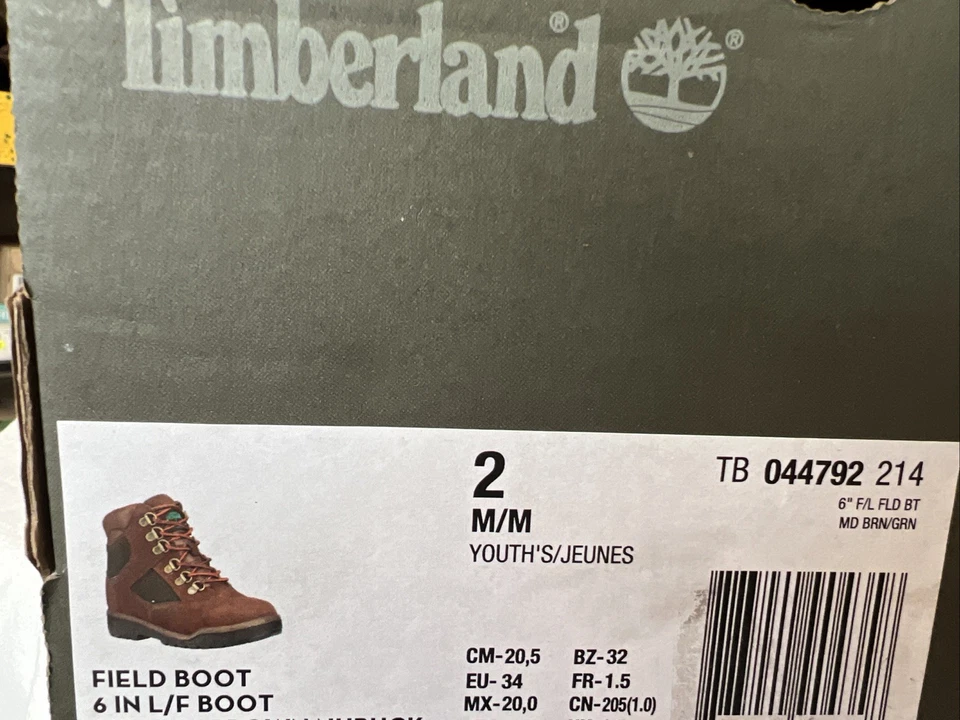 Timberland®
®
2
M/M
YOUTH'S/JEUNES
TB 044792 214
6" F/L FLD BT
MD BRN/GRN
FIELD BOOT
6 IN L/F BOOT
CM-20,5 BZ-32
EU-34 FR-1.5
MX-20,0 CN-205(1.0)